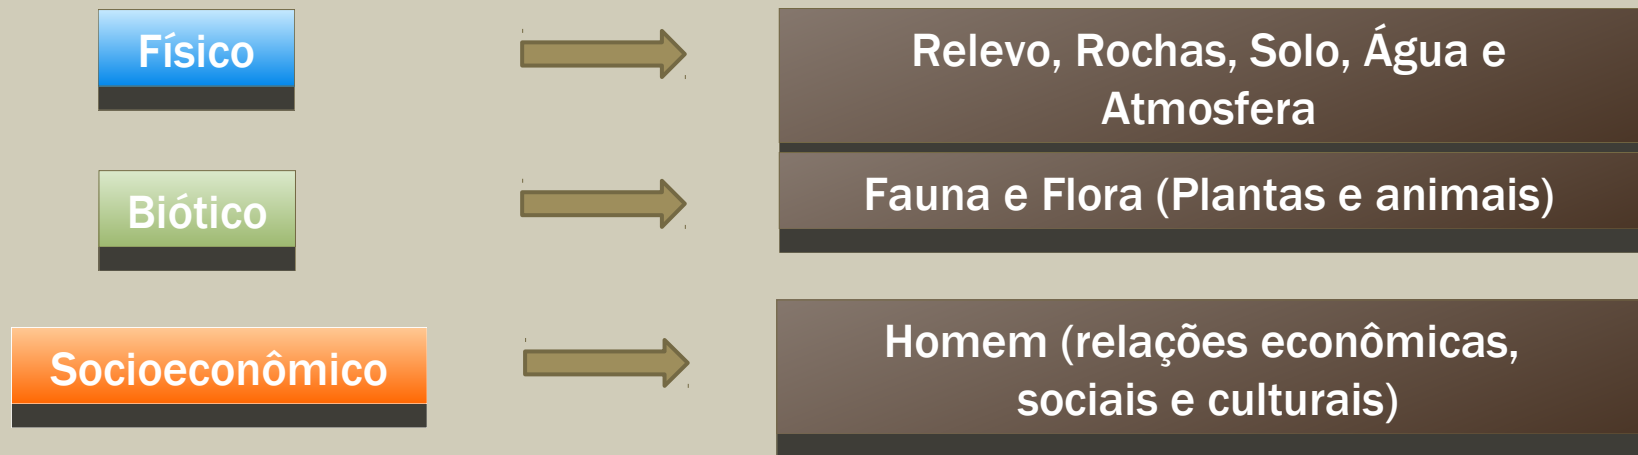 Físico
Relevo, Rochas, Solo, Água e
Atmosfera
Biótico
Fauna e Flora (Plantas e animais)
Socioeconômico
Homem (relações econômicas,
sociais e culturais)